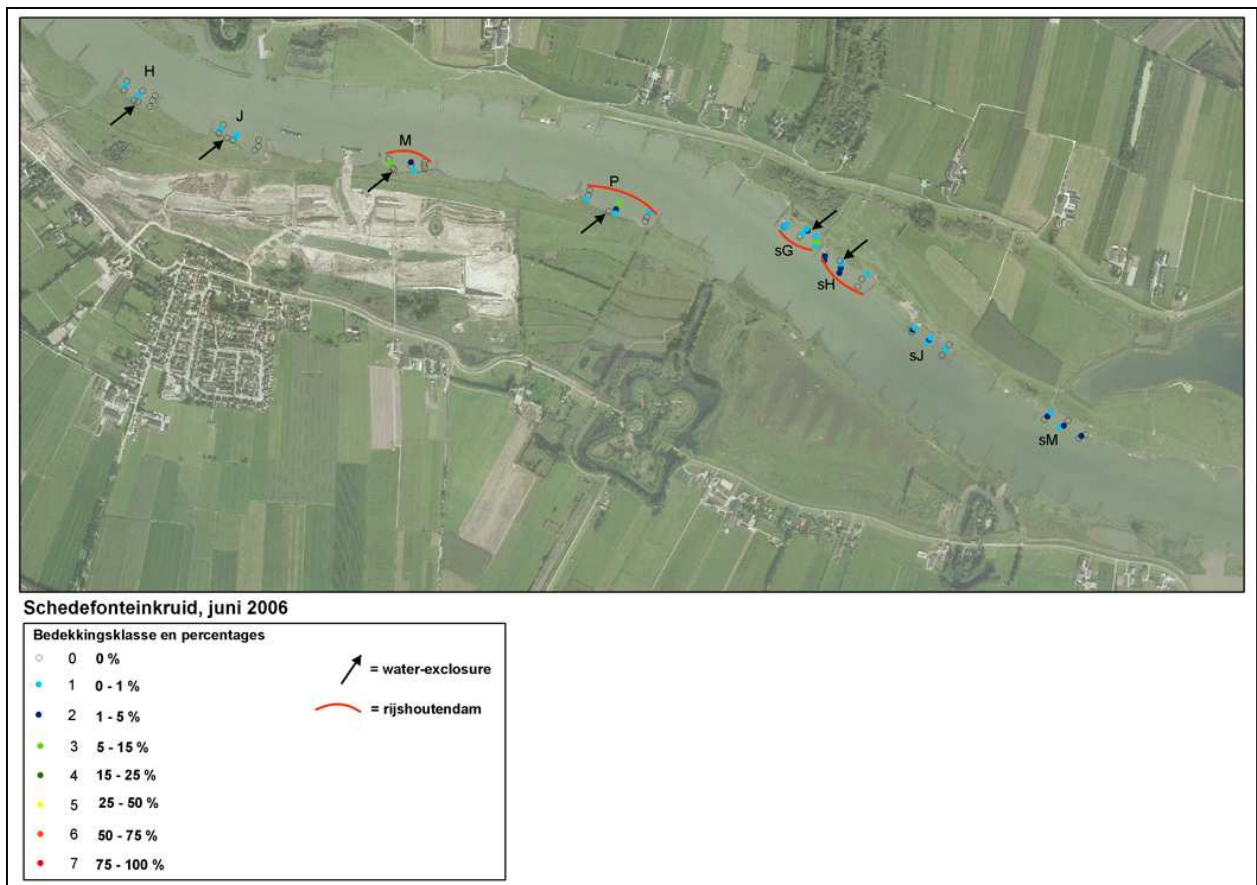 H
J
M
P
sG
sH
sJ
sM
Schedefonteinkruid, juni 2006
Bedekkingsklasse en percentages
0 0 %
1 0 - 1 %
2 1 - 5 %
3 5 - 15 %
4 15 - 25 %
5 25 - 50 %
6 50 - 75 %
7 75 - 100 %
= water-exclosure
= rijshoutendam